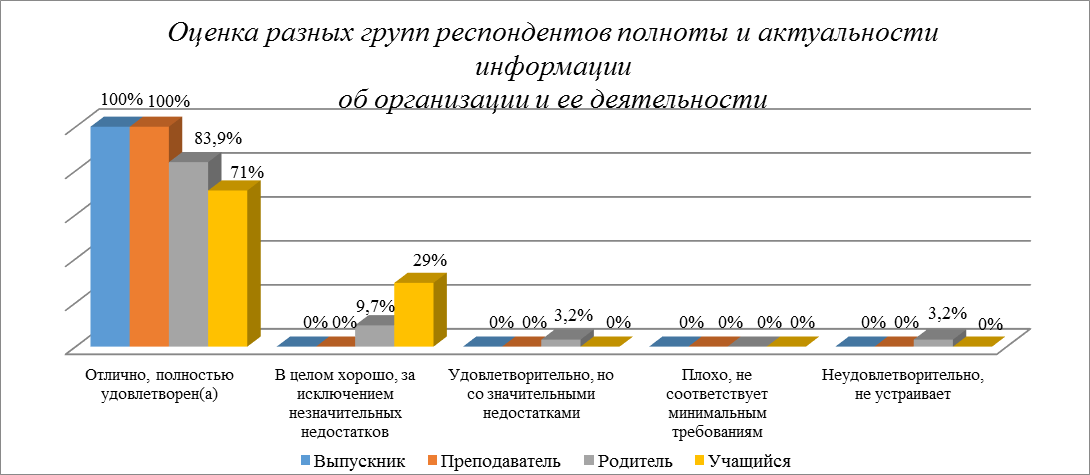 Оценка разных групп респондентов полноты и актуальности
информации
об организации и ее деятельности
100%
100%
83,9%
71%
0%
0%
9,7%
29%
0%
0%
3,2%
0%
0%
0%
0%
0%
0%
0%
3,2%
0%
Отлично, полностью
удовлетворен(а)
В целом хорошо, за
исключением
незначительных
недостатков
Удовлетворительно, но
со значительными
недостатками
Плохо, не
соответствует
минимальным
требованиям
Неудовлетворительно,
не устраивает
Выпускник
Преподаватель
Родитель
Учащийся